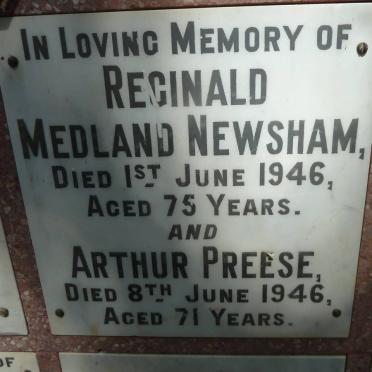 In Loving Memory of
Reginald
Medland Newsham,
Died 1st June 1946,
Aged 75 Years.
and
Arthur Preese,
Died 8th June 1946,
Aged 71 Years.
OF